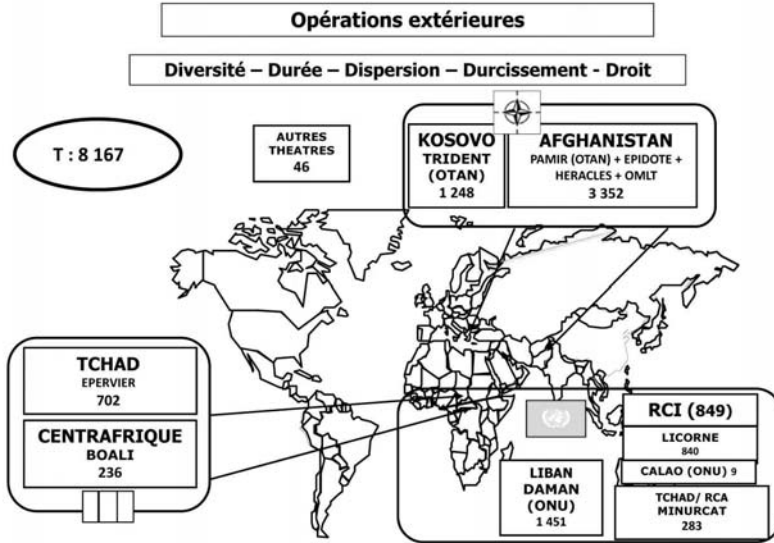 Opérations extérieures
Diversité – Durée – Dispersion – Durcissement - Droit
T : 8 167
AUTRES
THEATRES
46
KOSOVO
TRIDENT
(OTAN)
1 248
AFGHANISTAN
PAMIR (OTAN) + EPIDOTE +
HERACLES + OMLT
3 352
TCHAD
EPERVIER
702
CENTRAFRIQUE
BOALI
236
LIBAN
DAMAN
(ONU)
1 451
RCI (849)
LICORNE
840
CALAO (ONU) 9
TCHAD/ RCA
MINURCAT
283